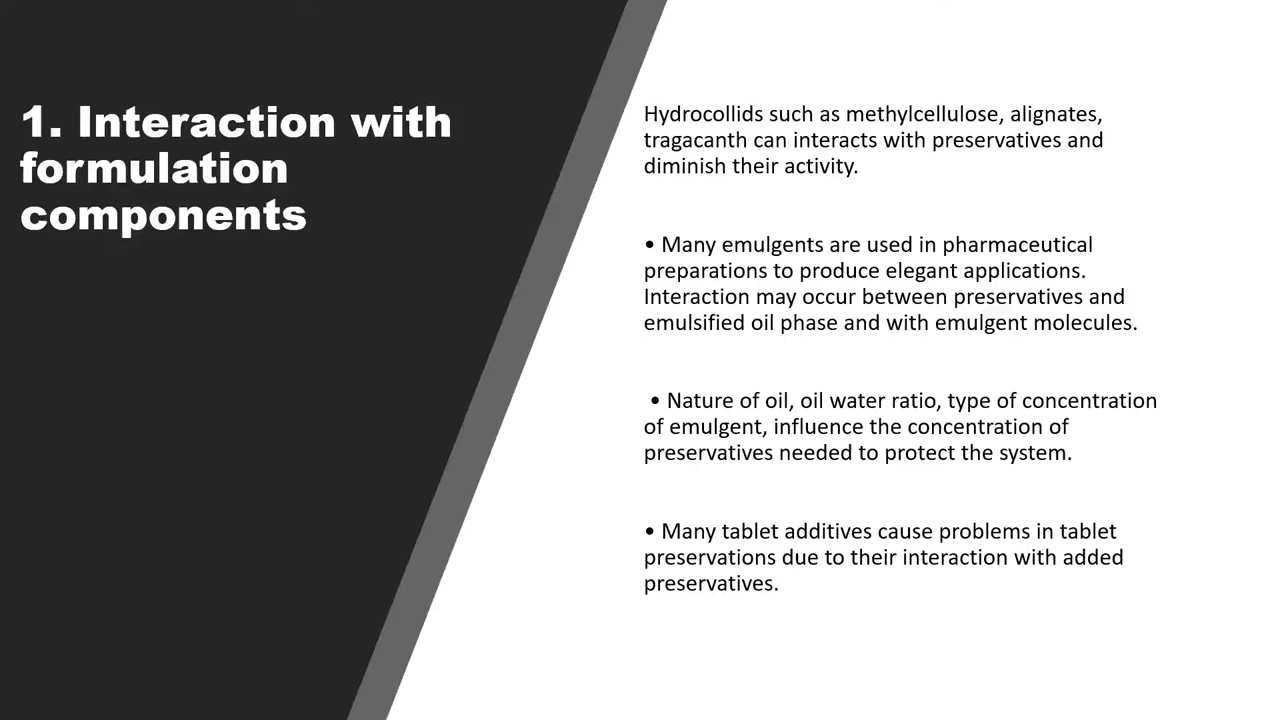 1. Interaction with
formulation
components
Hydrocollids such as methylcellulose, alignates,
tragacanth can interacts with preservatives and
diminish their activity.
• Many emulgents are used in pharmaceutical
preparations to produce elegant applications.
Interaction may occur between preservatives and
emulsified oil phase and with emulgent molecules.
• Nature of oil, oil water ratio, type of concentration
of emulgent, influence the concentration of
preservatives needed to protect the system.
• Many tablet additives cause problems in tablet
preservations due to their interaction with added
preservatives.